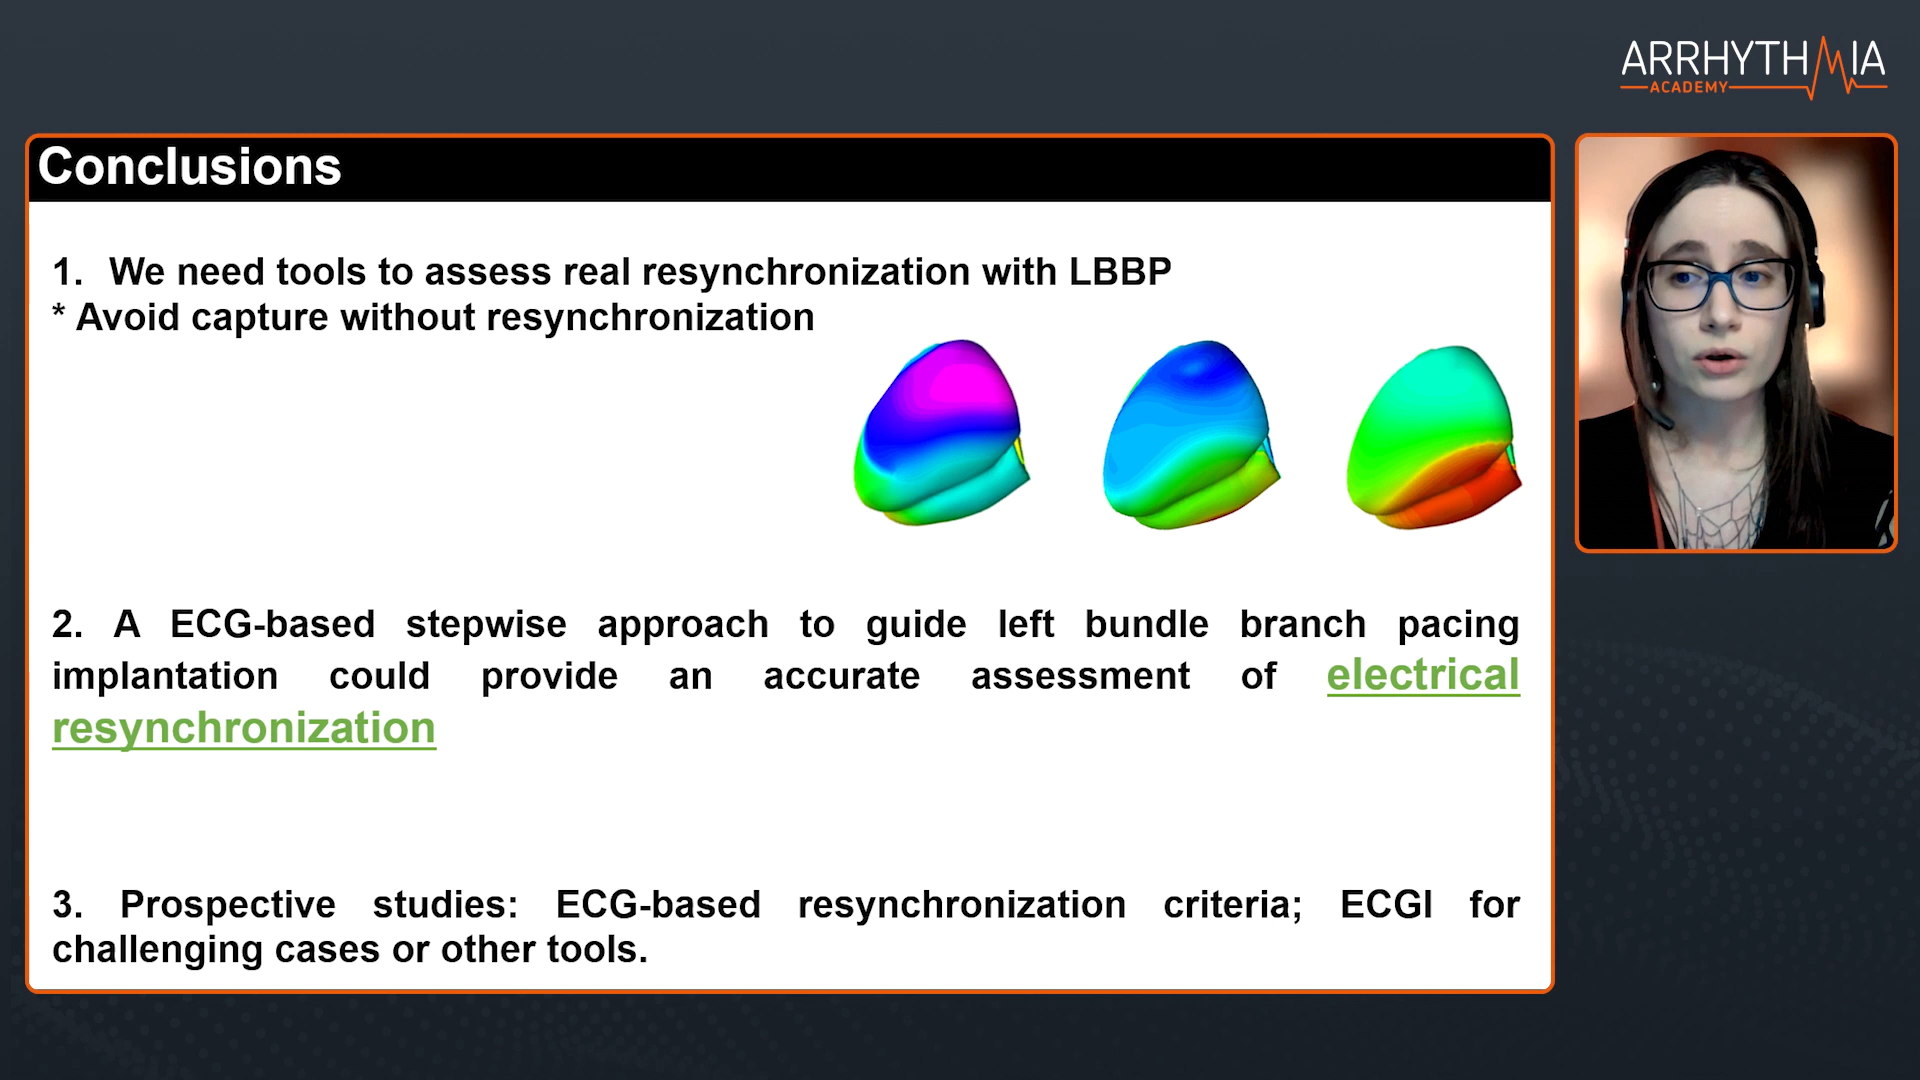 ARRHYTHMIA
ACADEMY
Conclusions
1. We need tools to assess real resynchronization with LBBP
* Avoid capture without resynchronization
2. A ECG-based stepwise approach to guide left bundle branch pacing
implantation could provide an accurate assessment of electrical
resynchronization
3. Prospective studies: ECG-based resynchronization criteria; ECGI for
challenging cases or other tools.